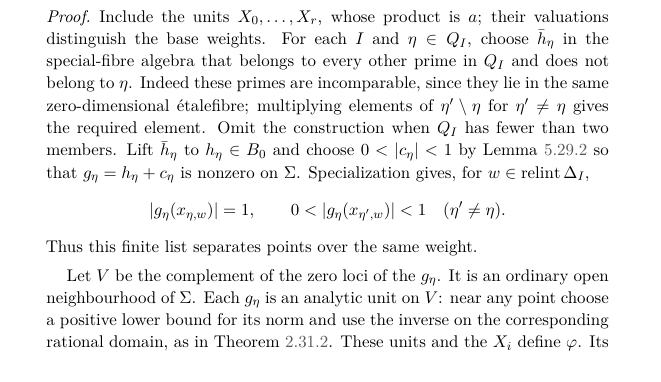 Proof. Include the units X_0, . . . , X_r, whose product is a; their valuations
distinguish the base weights. For each I and η ∈ Q_I, choose h̄_η in the
special-fibre algebra that belongs to every other prime in Q_I and does not
belong to η. Indeed these primes are incomparable, since they lie in the same
zero-dimensional étalefibre; multiplying elements of η′ \ η for η′ ≠ η gives
the required element. Omit the construction when Q_I has fewer than two
members. Lift h̄_η to h_η ∈ B_0 and choose 0 < |c_η| < 1 by Lemma 5.29.2 so
that g_η = h_η + c_η is nonzero on Σ. Specialization gives, for w ∈ relint Δ_I,
|g_η(x_{η,w})| = 1, 0 < |g_η(x_{η′,w})| < 1 (η′ ≠ η).
Thus this finite list separates points over the same weight.
Let V be the complement of the zero loci of the g_η. It is an ordinary open
neighbourhood of Σ. Each g_η is an analytic unit on V: near any point choose
a positive lower bound for its norm and use the inverse on the corresponding
rational domain, as in Theorem 2.31.2. These units and the X_i define φ. Its